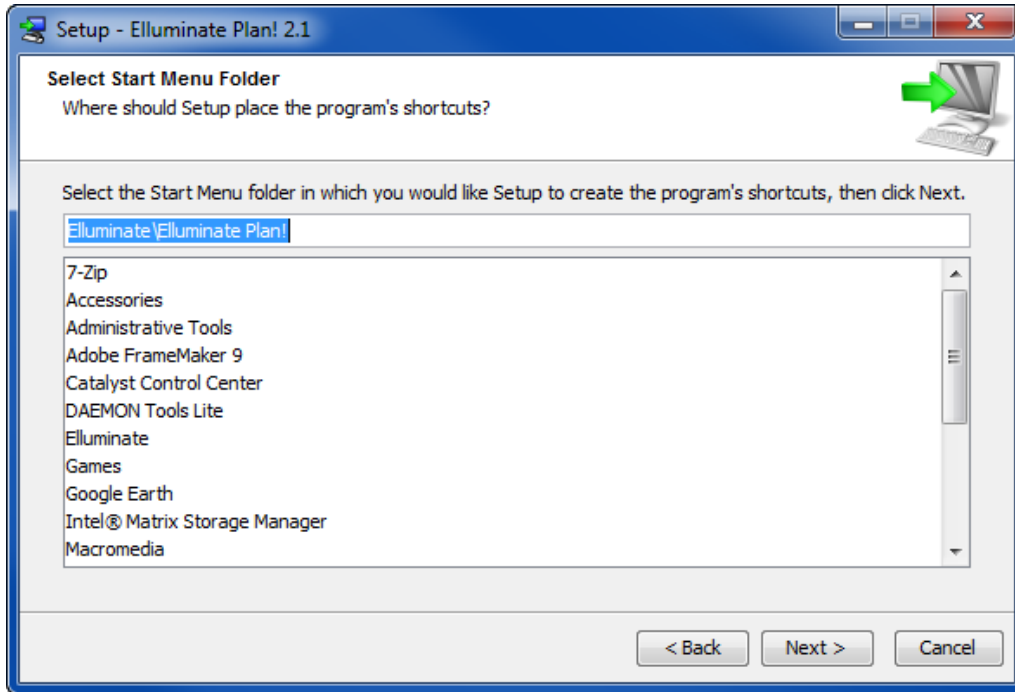 Setup - Elluminate Plan! 2.1
Select Start Menu Folder
Where should Setup place the program's shortcuts?
Select the Start Menu folder in which you would like Setup to create the program's shortcuts, then click Next.
Elluminate\Elluminate Plan!
7-Zip
Accessories
Administrative Tools
Adobe FrameMaker 9
Catalyst Control Center
DAEMON Tools Lite
Elluminate
Games
Google Earth
Intel® Matrix Storage Manager
Macromedia
< Back Next > Cancel